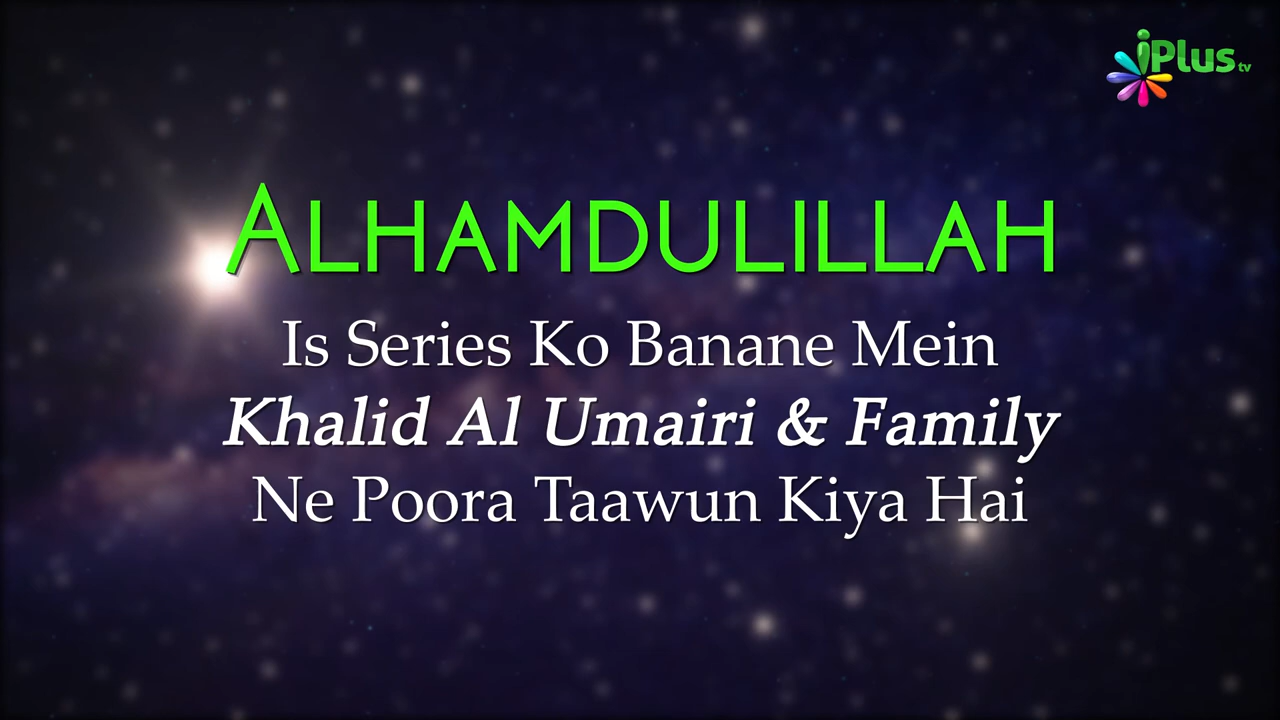 iPlus tv
ALHAMDULILLAH
Is Series Ko Banane Mein
Khalid Al Umairi & Family
Ne Poora Taawun Kiya Hai